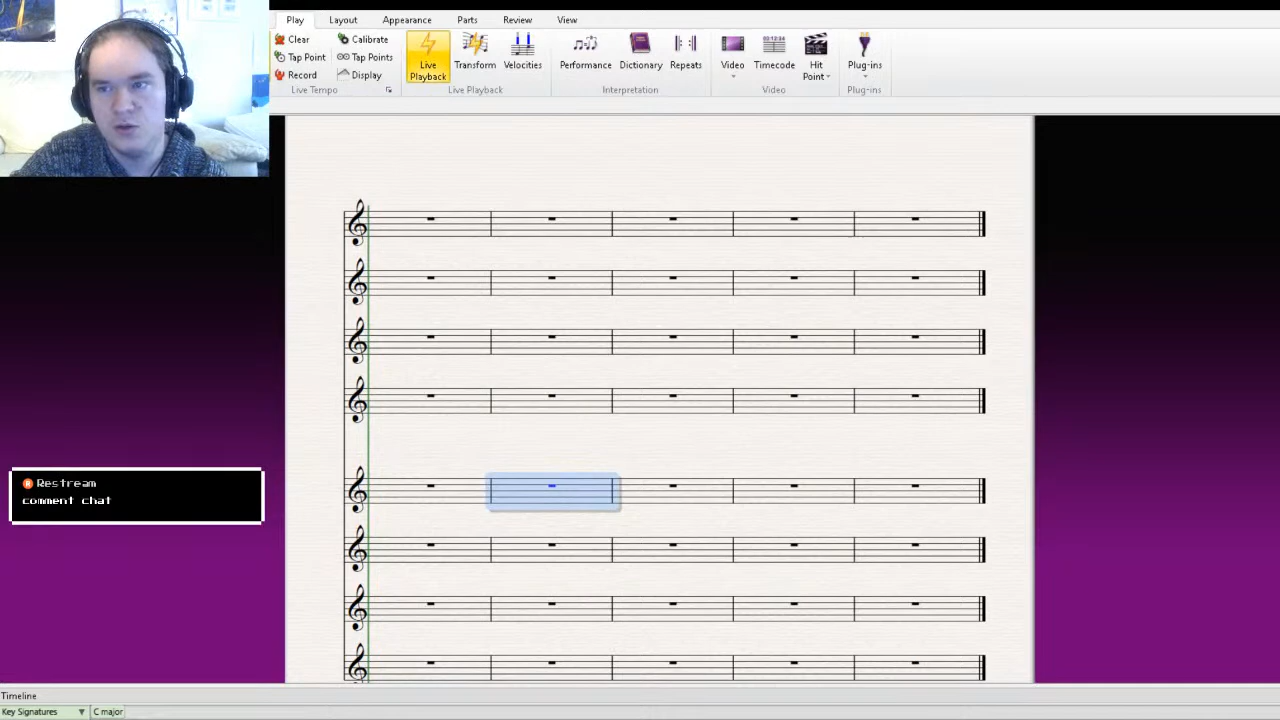 Play Layout Appearance Parts Review View
Clear Calibrate
Tap Point Tap Points
Record Display
Live Tempo
Live Playback Transform Velocities
Live Playback
Performance Dictionary Repeats
Interpretation
Video Timecode Hit Point
Video
Plug-ins
Plug-ins
Restream
comment chat
Timeline
Key Signatures C major